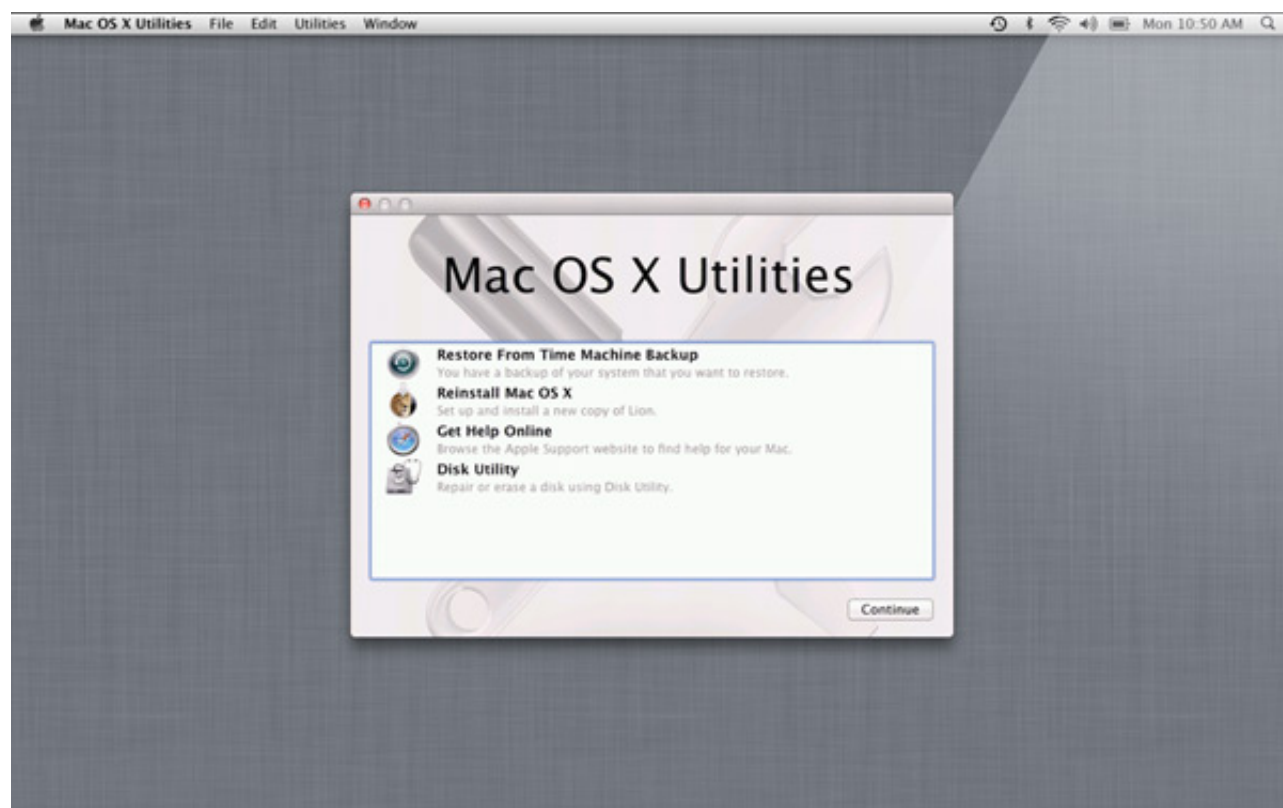 Mac OS X Utilities File Edit Utilities Window Mon 10:50 AM
Mac OS X Utilities
Restore From Time Machine Backup
You have a backup of your system that you want to restore.
Reinstall Mac OS X
Set up and install a new copy of Lion.
Get Help Online
Browse the Apple Support website to find help for your Mac.
Disk Utility
Repair or erase a disk using Disk Utility.
Continue